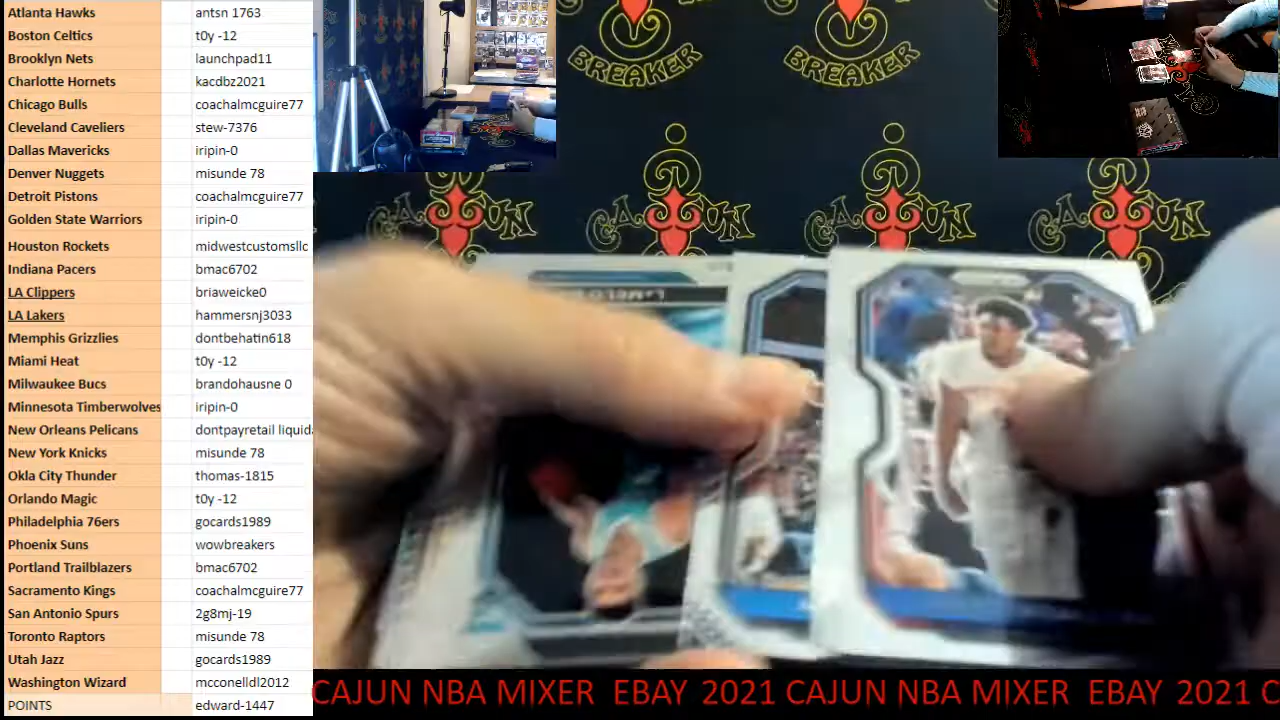 Atlanta Hawks antsn 1763
Boston Celtics t0y -12
Brooklyn Nets launchpad11
Charlotte Hornets kacdbz2021
Chicago Bulls coachalmcguire77
Cleveland Caveliers stew-7376
Dallas Mavericks iripin-0
Denver Nuggets misunde 78
Detroit Pistons coachalmcguire77
Golden State Warriors iripin-0
Houston Rockets midwestcustomsllc
Indiana Pacers bmac6702
LA Clippers briaweicke0
LA Lakers hammersnj3033
Memphis Grizzlies dontbehatin618
Miami Heat t0y -12
Milwaukee Bucs brandohausne 0
Minnesota Timberwolves iripin-0
New Orleans Pelicans dontpayretail liquid
New York Knicks misunde 78
Okla City Thunder thomas-1815
Orlando Magic t0y -12
Philadelphia 76ers gocards1989
Phoenix Suns wowbreakers
Portland Trailblazers bmac6702
Sacramento Kings coachalmcguire77
San Antonio Spurs 2g8mj-19
Toronto Raptors misunde 78
Utah Jazz gocards1989
Washington Wizard mcconelldl2012
POINTS edward-1447
BREAKER BREAKER
CAJUN CAJUN CAJUN CAJUN
CAJUN NBA MIXER EBAY 2021 CAJUN NBA MIXER EBAY 2021 C